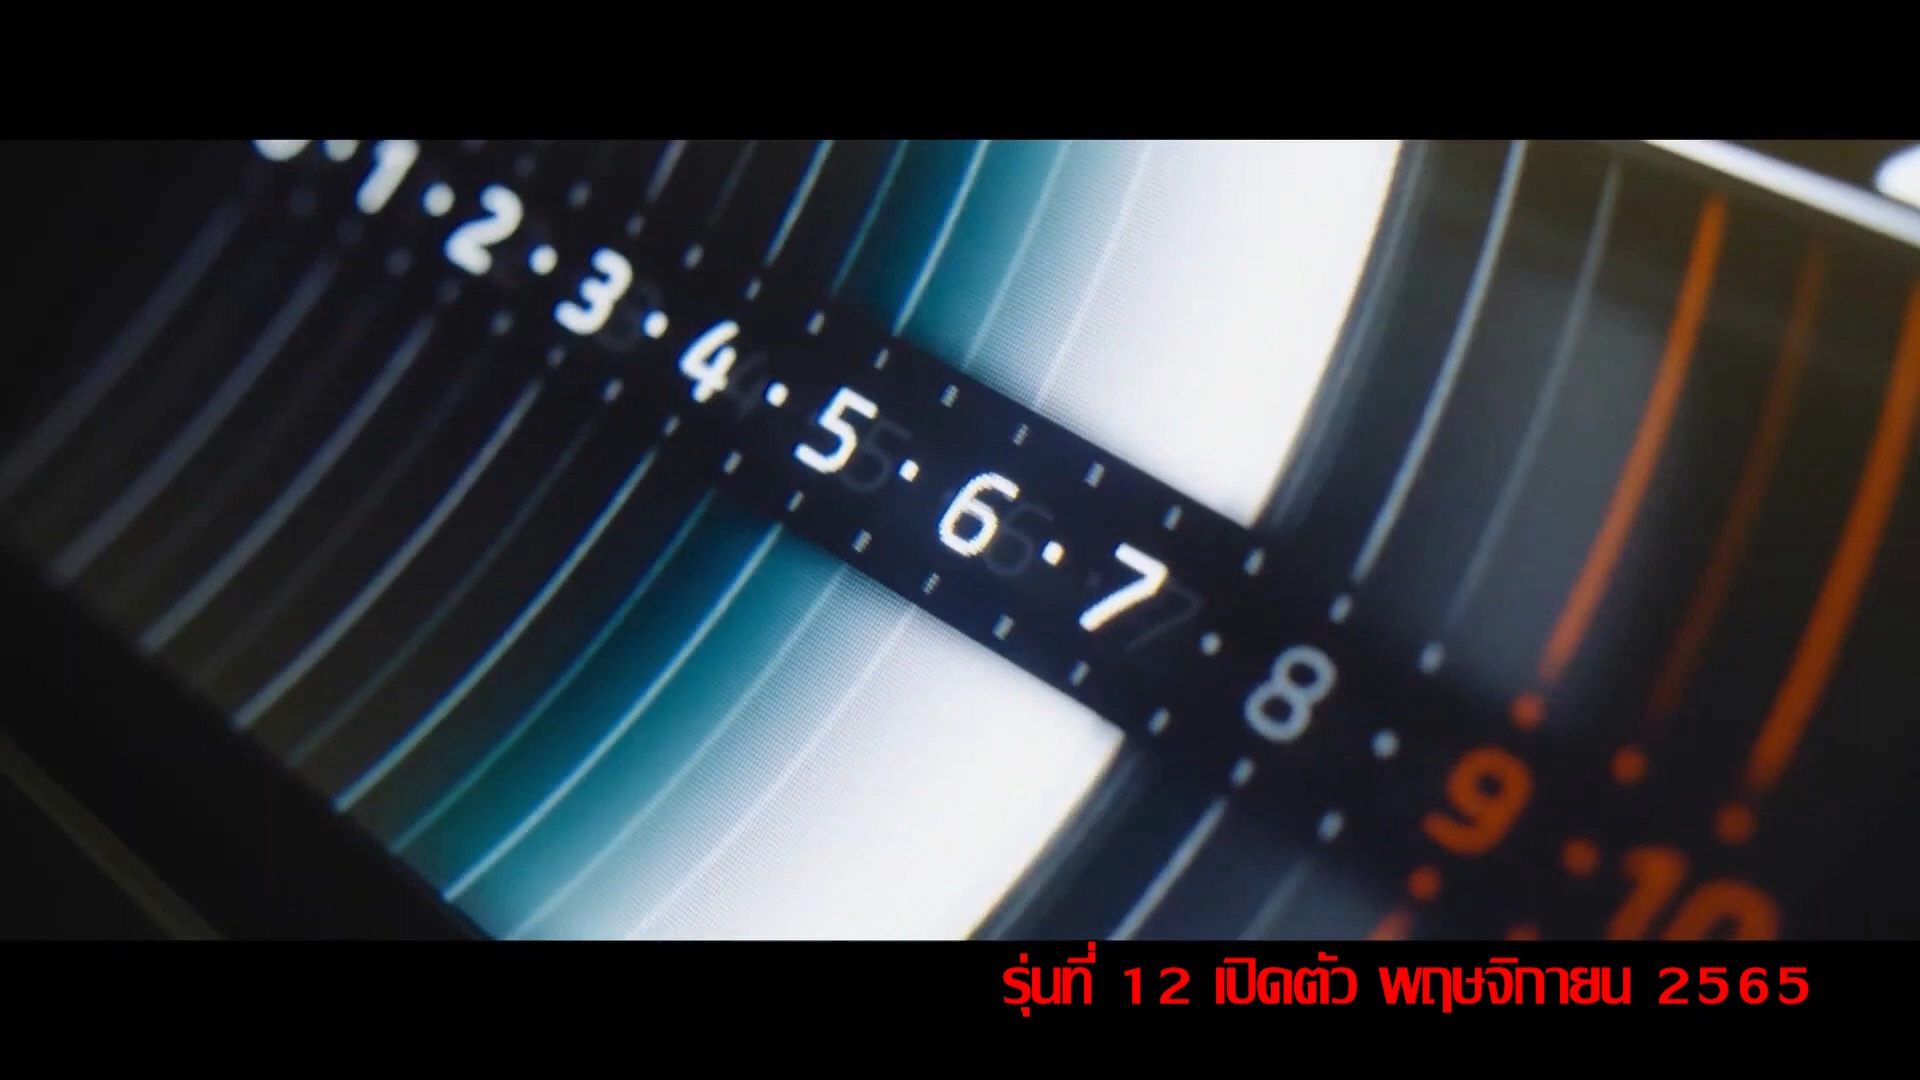 1 · 2 · 3 · 4 · 5 · 6 · 7 · 8 · 9 · 10
รุ่นที่ 12 เปิดตัว พฤษจิกายน 2565